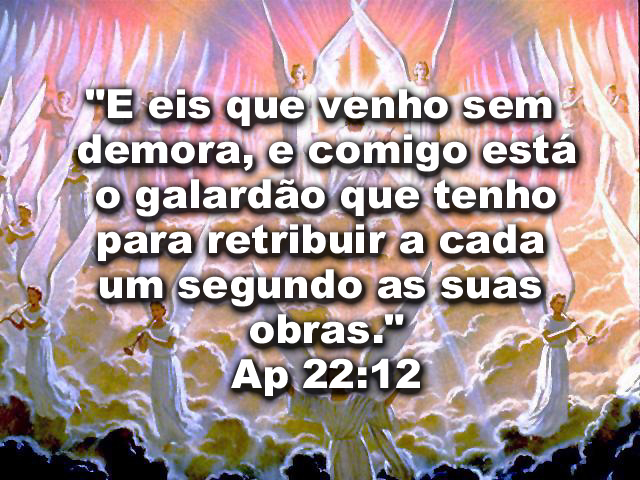 "E eis que venho sem
demora, e comigo está
o galardão que tenho
para retribuir a cada
um segundo as suas
obras."
Ap 22:12